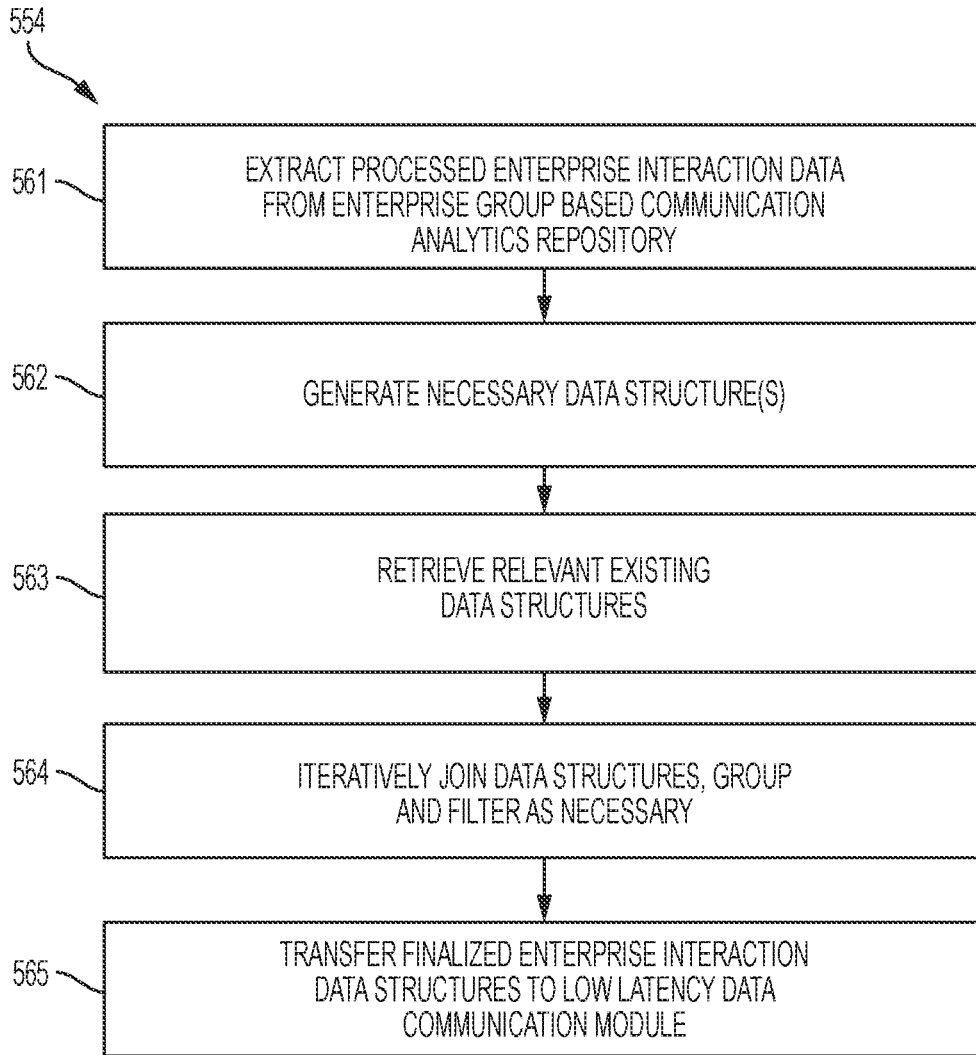 554
561
EXTRACT PROCESSED ENTERPRISE INTERACTION DATA
FROM ENTERPRISE GROUP BASED COMMUNICATION
ANALYTICS REPOSITORY
562
GENERATE NECESSARY DATA STRUCTURE(S)
563
RETRIEVE RELEVANT EXISTING
DATA STRUCTURES
564
ITERATIVELY JOIN DATA STRUCTURES, GROUP
AND FILTER AS NECESSARY
565
TRANSFER FINALIZED ENTERPRISE INTERACTION
DATA STRUCTURES TO LOW LATENCY DATA
COMMUNICATION MODULE